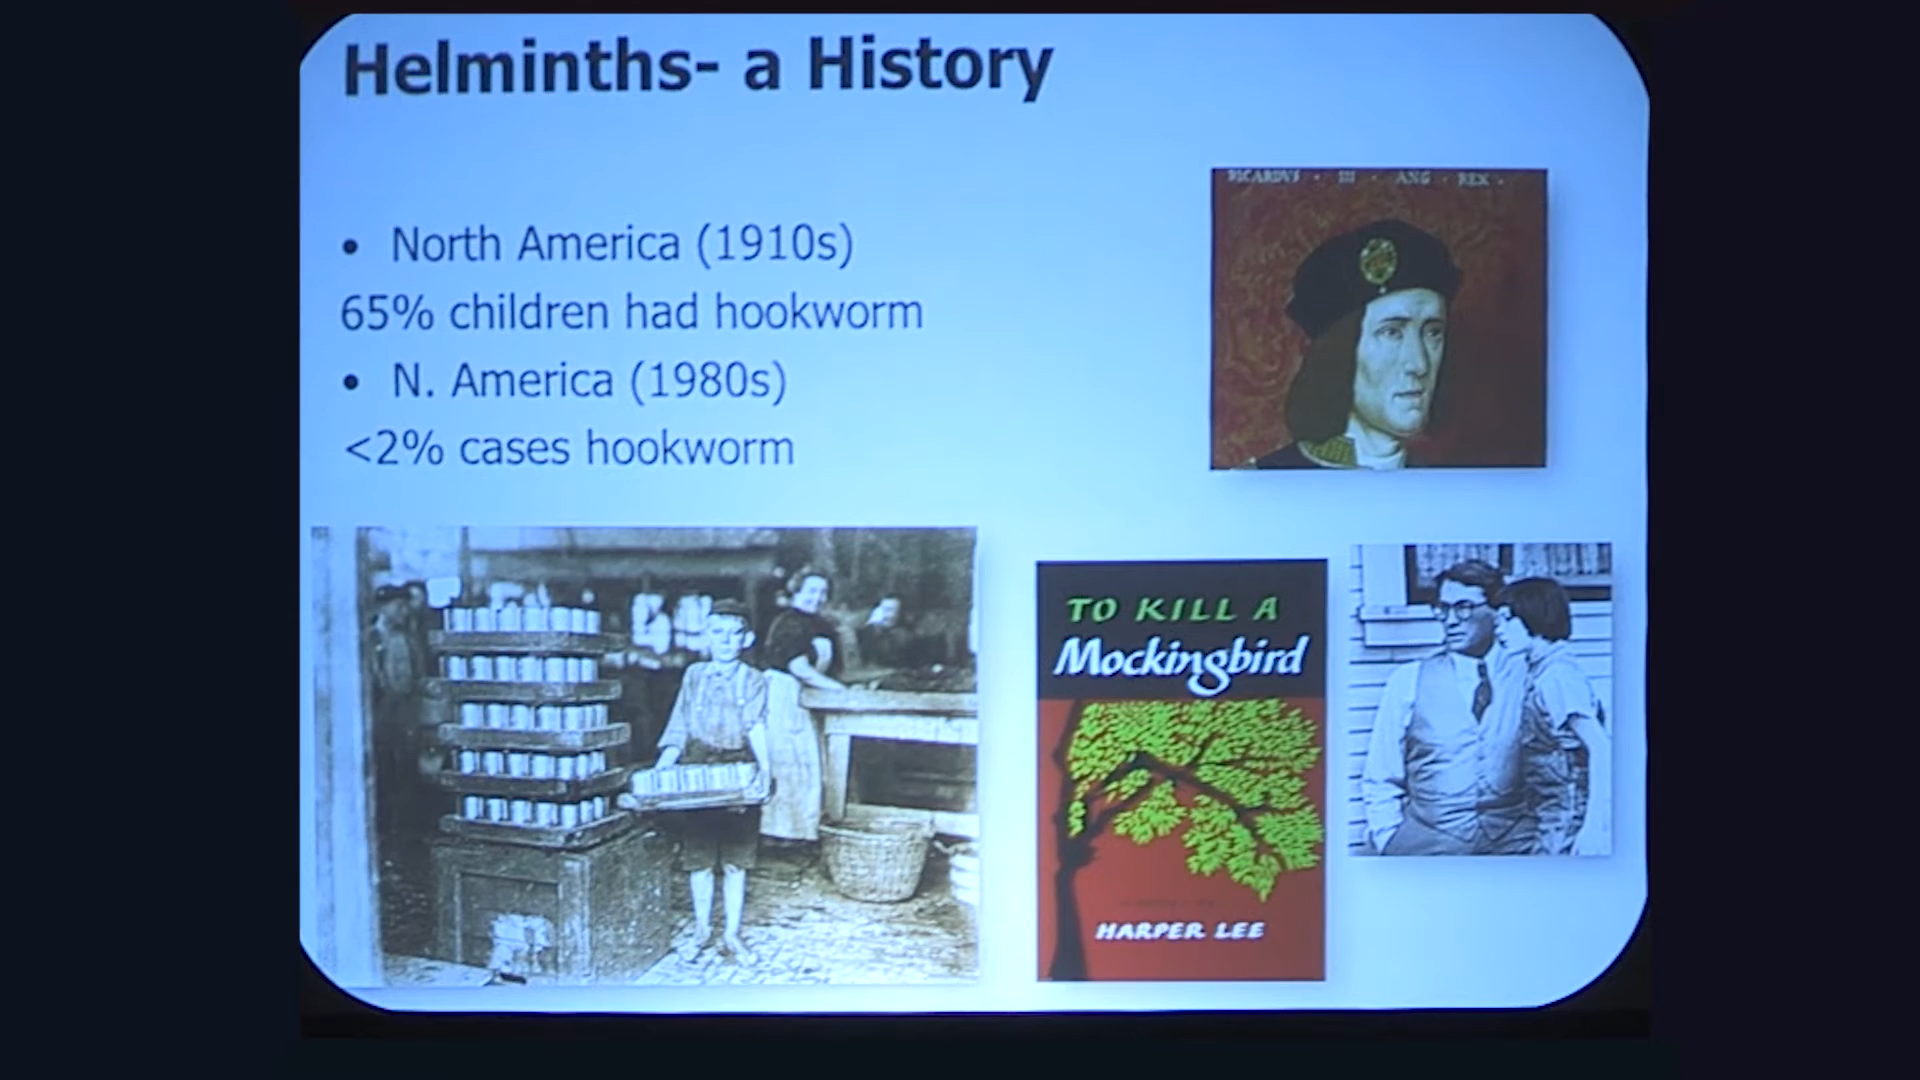 Helminths- a History
• North America (1910s)
65% children had hookworm
• N. America (1980s)
<2% cases hookworm
RICARDVS · III · ANG · REX ·
TO KILL A
Mockingbird
HARPER LEE